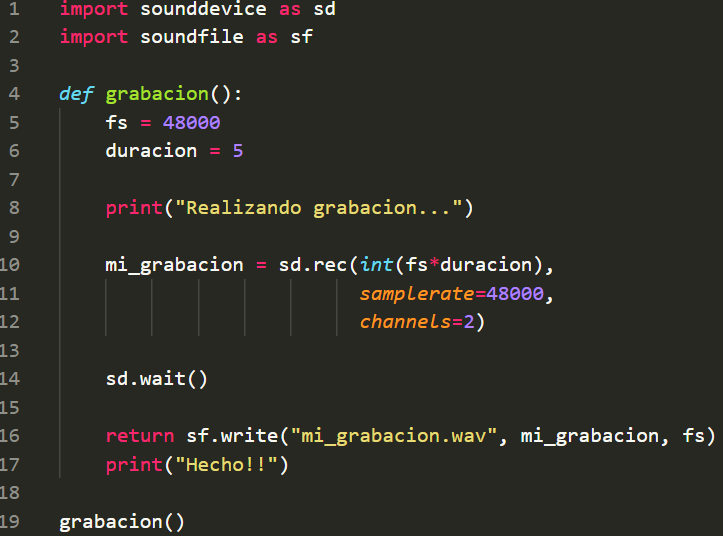 1 import sounddevice as sd
2 import soundfile as sf
3
4 def grabacion():
5     fs = 48000
6     duracion = 5
7
8     print("Realizando grabacion...")
9
10     mi_grabacion = sd.rec(int(fs*duracion),
11                           samplerate=48000,
12                           channels=2)
13
14     sd.wait()
15
16     return sf.write("mi_grabacion.wav", mi_grabacion, fs)
17     print("Hecho!!")
18
19 grabacion()